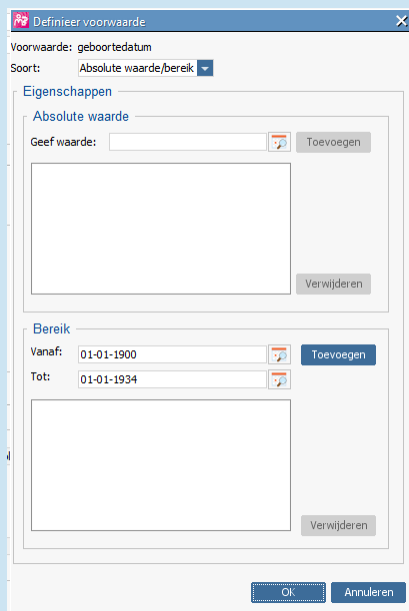 Definieer voorwaarde
Voorwaarde: geboortedatum
Soort: Absolute waarde/bereik
Eigenschappen
Absolute waarde
Geef waarde: Toevoegen
Verwijderen
Bereik
Vanaf: 01-01-1900 Toevoegen
Tot: 01-01-1934
Verwijderen
OK Annuleren